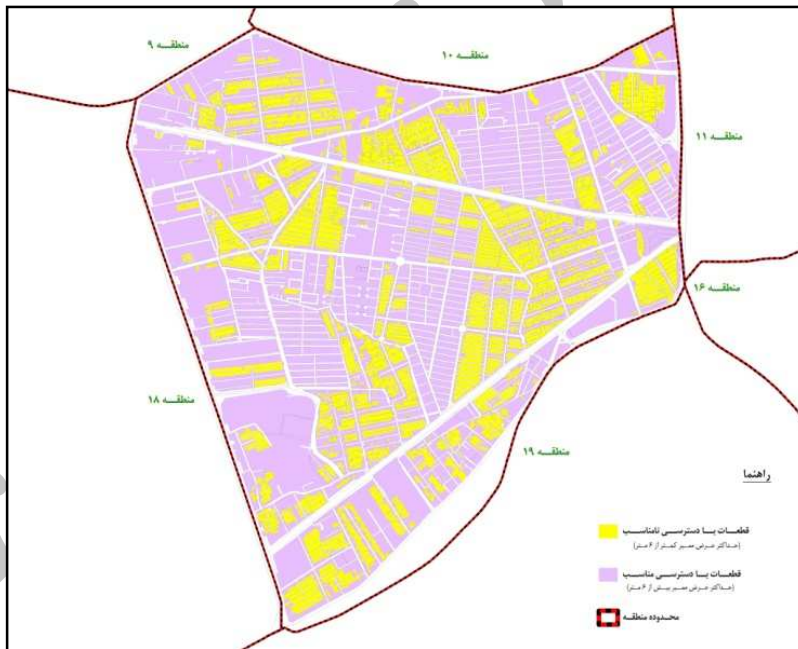 منطقه ۹
منطقه ۱۰
منطقه ۱۱
منطقه ۱۶
منطقه ۱۸
منطقه ۱۹
راهنما
قطعات با دسترسی نامناسب
(حداکثر عرض معبر کمتر از ۶ متر)
قطعات با دسترسی مناسب
(حداکثر عرض معبر بیش از ۶ متر)
محدوده منطقه